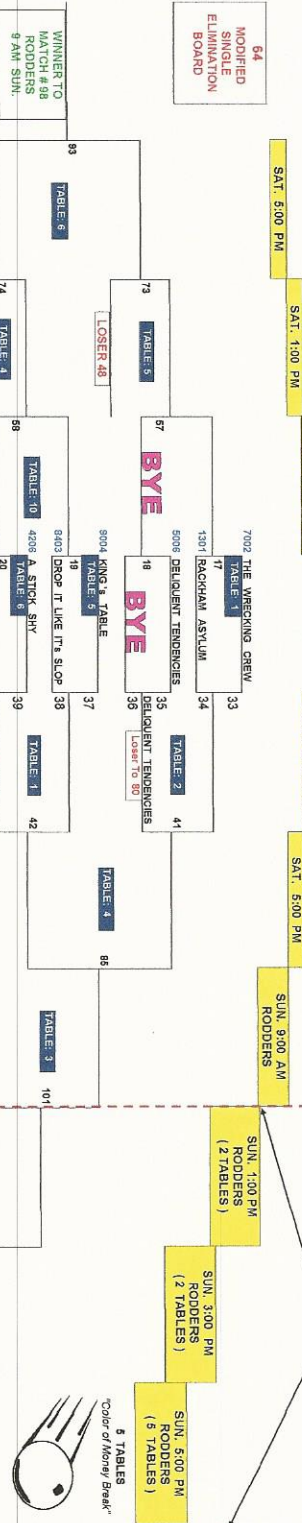 64
MODIFIED
SINGLE
ELIMINATION
BOARD
SAT. 5:00 PM
SAT. 1:00 PM
SAT. 5:00 PM
SUN. 9:00 AM
RODDERS
SUN. 1:00 PM
RODDERS
( 2 TABLES )
SUN. 3:00 PM
RODDERS
( 2 TABLES )
SUN. 5:00 PM
RODDERS
( 5 TABLES )
5 TABLES
"Color of Money Break"
7002 THE WRECKING CREW
TABLE: 1
17
33
1301 RACKHAM ASYLUM
34
57
BYE
TABLE: 2
41
5006 DELIQUENT TENDENCIES
35
18
BYE
DELIQUENT TENDENCIES
36
Loser To 80
73
TABLE: 5
LOSER 48
93
TABLE: 6
WINNER TO
MATCH # 98
RODDERS
9 AM SUN.
TABLE: 4
85
9004 KING's TABLE
TABLE: 5
37
19
8403 DROP IT LIKE IT's SLOP
38
58
TABLE: 10
TABLE: 1
42
4206 A STICK SHY
TABLE: 6
39
20
74
TABLE: 4
TABLE: 3
101